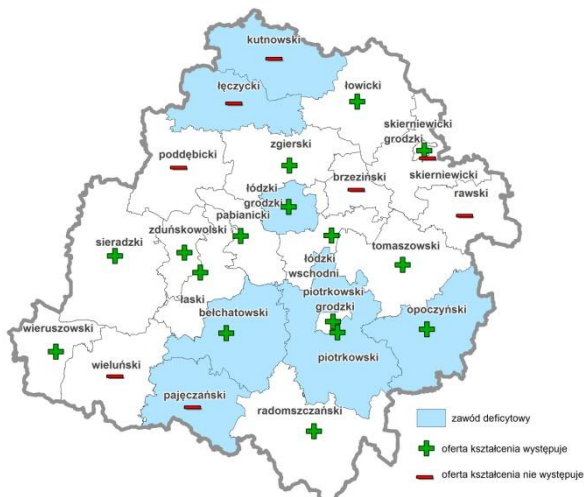 kutnowski
łęczycki
łowicki
skierniewicki
grodzki
zgierski
poddębicki
brzeziński
skierniewicki
rawski
łódzki
grodzki
pabianicki
zduńskowolski
sieradzki
tomaszowski
łódzki
wschodni
łaski
piotrkowski
grodzki
bełchatowski
opoczyński
wieruszowski
piotrkowski
wieluński
pajęczański
radomszczański
zawód deficytowy
oferta kształcenia występuje
oferta kształcenia nie występuje